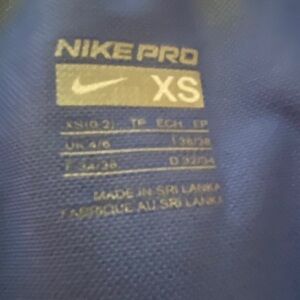 NIKE PRO
XS
XS(0-2) TP ECH EP
UK 4/6 I 36/38
F 34/36 D 32/34
MADE IN SRI LANKA
FABRIQUE AU SRI LANKA